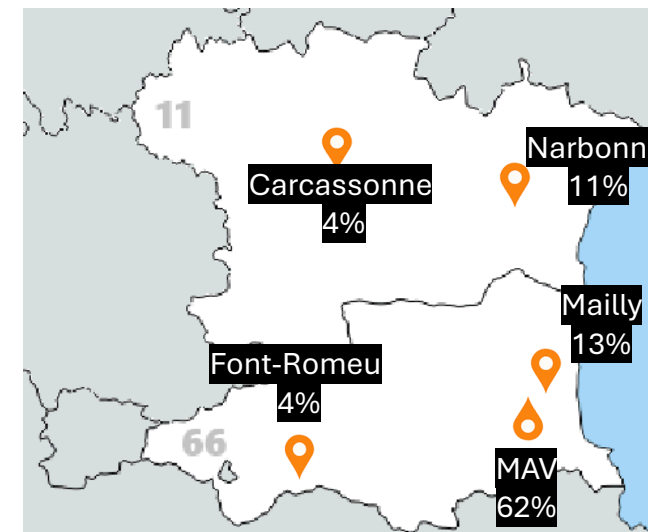 11
Narbonn
11%
Carcassonne
4%
Mailly
13%
Font-Romeu
4%
66
MAV
62%